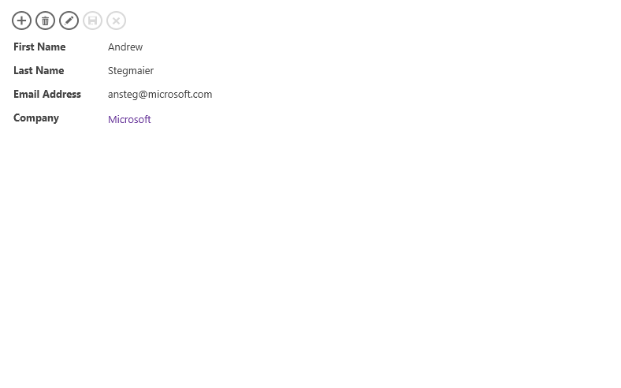 First Name Andrew
Last Name Stegmaier
Email Address ansteg@microsoft.com
Company Microsoft